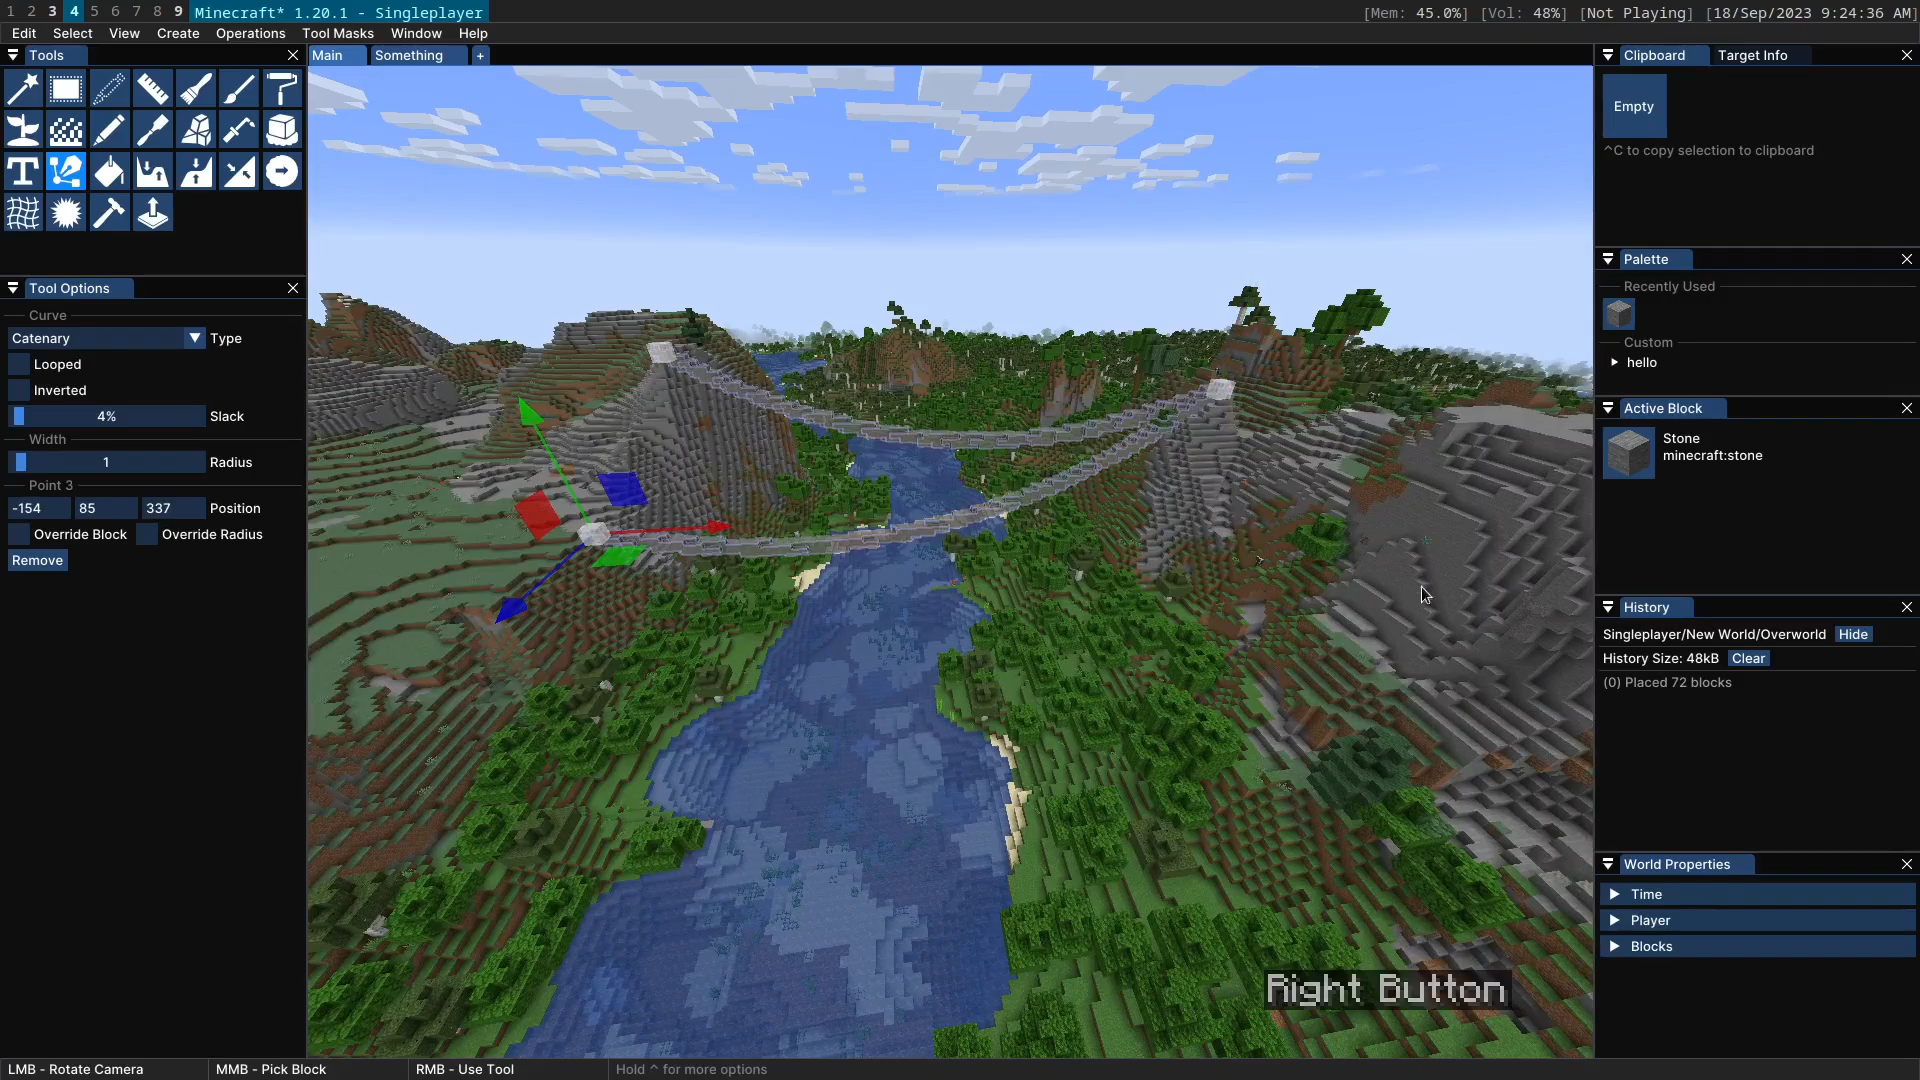 1 2 3 4 5 6 7 8 9 Minecraft* 1.20.1 - Singleplayer [Mem: 45.0%] [Vol: 48%] [Not Playing] [18/Sep/2023 9:24:36 AM]
Edit Select View Create Operations Tool Masks Window Help
Tools
Main Something +
Tool Options
Curve
Catenary Type
Looped
Inverted
4% Slack
Width
1 Radius
Point 3
-154 85 337 Position
Override Block Override Radius
Remove
Right Button
Clipboard Target Info
Empty
^C to copy selection to clipboard
Palette
Recently Used
Custom
hello
Active Block
Stone
minecraft:stone
History
Singleplayer/New World/Overworld Hide
History Size: 48kB Clear
(0) Placed 72 blocks
World Properties
Time
Player
Blocks
LMB - Rotate Camera MMB - Pick Block RMB - Use Tool Hold ^ for more options